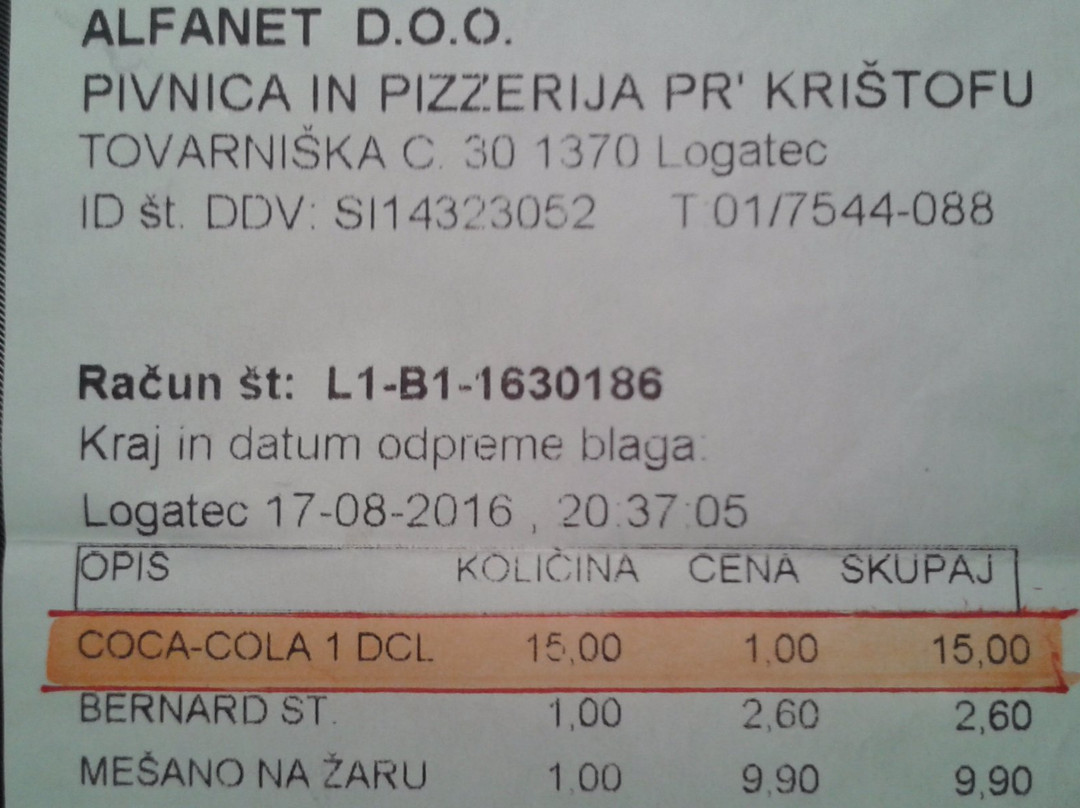 ALFANET D.O.O.
PIVNICA IN PIZZERIJA PR' KRIŠTOFU
TOVARNIŠKA C. 30 1370 Logatec
ID št. DDV: SI14323052 T:01/7544-088
Račun št: L1-B1-1630186
Kraj in datum odpreme blaga:
Logatec 17-08-2016 , 20:37:05
OPIS KOLIČINA CENA SKUPAJ
COCA-COLA 1 DCL 15,00 1,00 15,00
BERNARD ST. 1,00 2,60 2,60
MEŠANO NA ŽARU 1,00 9,90 9,90